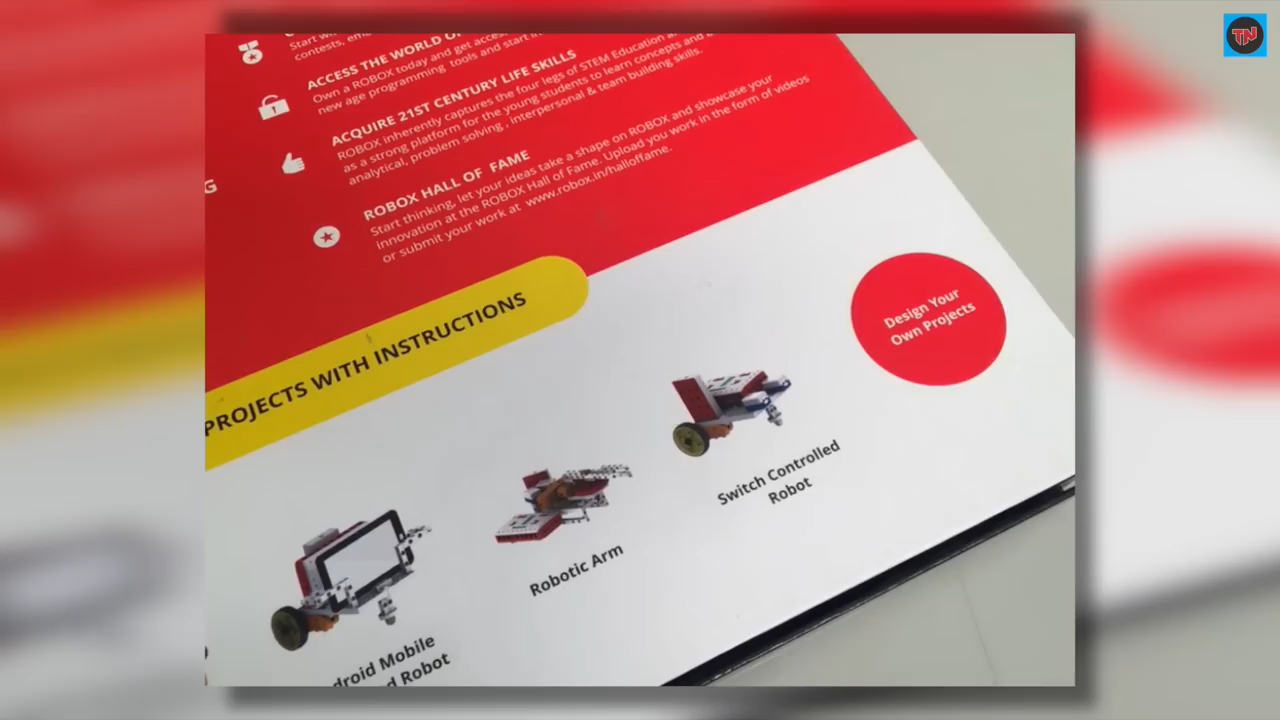 Start
contests,
ACCESS THE WORLD OF
Own a ROBOX today and get
new age programming tools and start
ACQUIRE 21ST CENTURY LIFE SKILLS
ROBOX inherently captures the four legs of STEM Education
as a strong platform for the young students to learn concepts and
analytical, problem solving , interpersonal & team building skills.
G
ROBOX HALL OF FAME
Start thinking, let your ideas take a shape on ROBOX and showcase your
innovation at the ROBOX Hall of Fame. Upload you work in the form of videos
or submit your work at www.robox.in/halloffame.
PROJECTS WITH INSTRUCTIONS
Design Your
Own Projects
Switch Controlled
Robot
Robotic Arm
droid Mobile
d Robot
TN